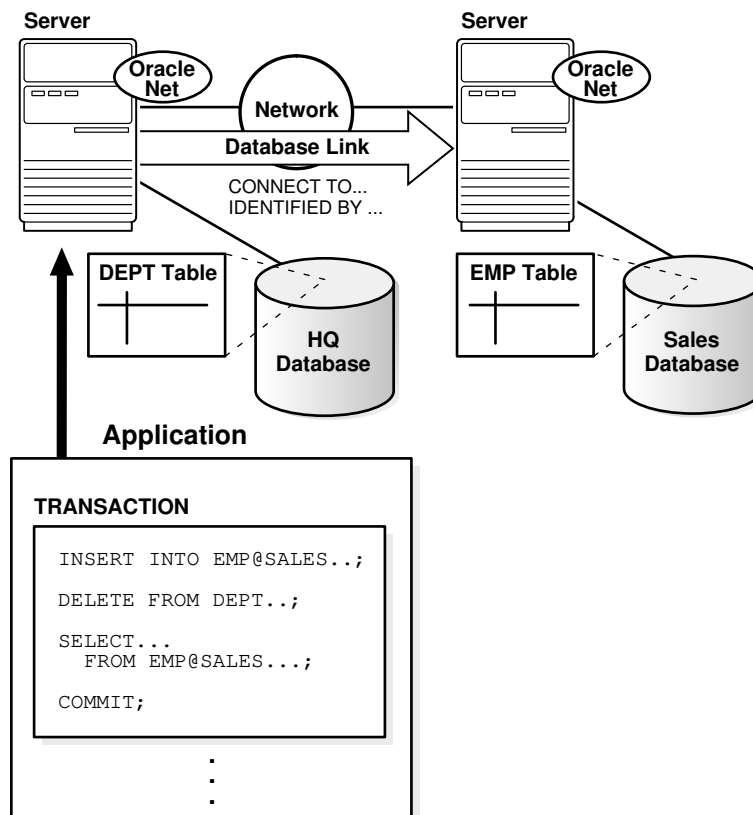 Server
Server
Oracle
Net
Oracle
Net
Network
Database Link
CONNECT TO...
IDENTIFIED BY ...
DEPT Table
HQ
Database
EMP Table
Sales
Database
Application
TRANSACTION
INSERT INTO EMP@SALES..;
DELETE FROM DEPT..;
SELECT...
FROM EMP@SALES...;
COMMIT;
.
.
.